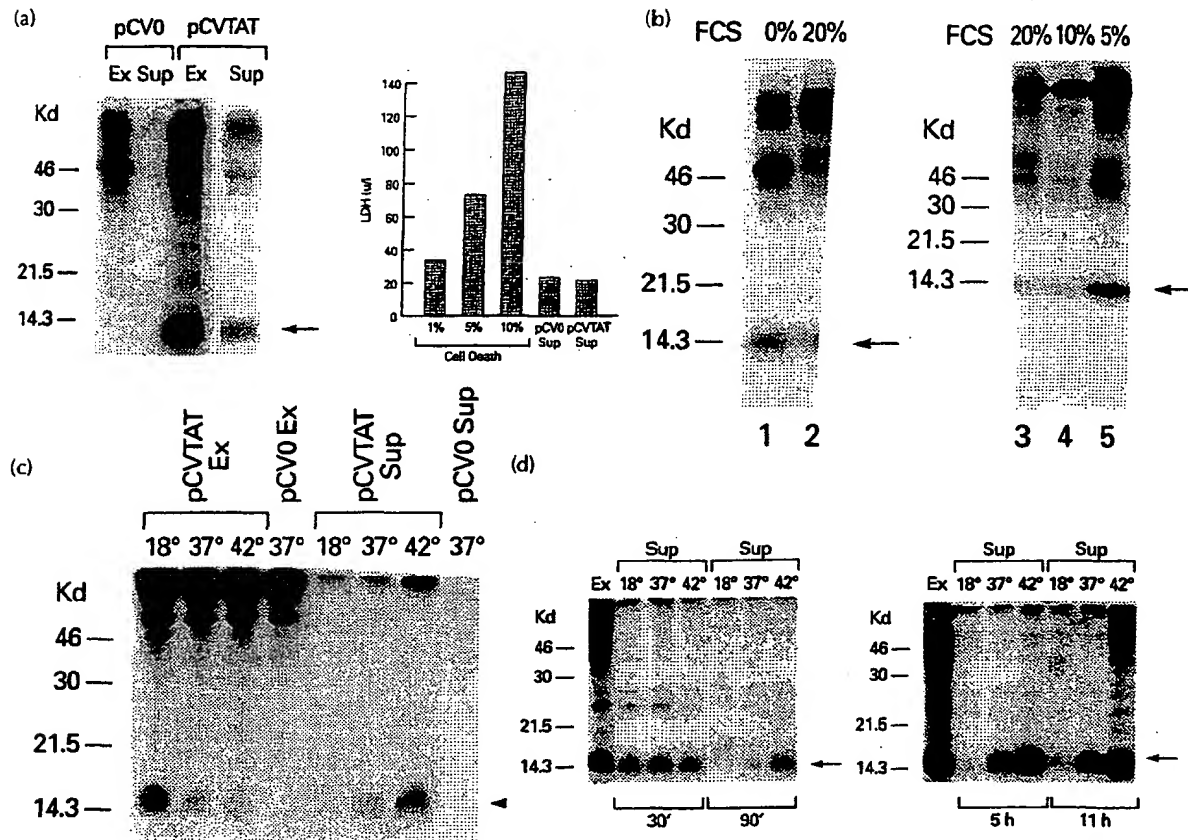 (a)
pCV0 pCVTAT
Ex Sup Ex Sup
Kd
46
30
21.5
14.3
LDH (u/l)
140
120
100
80
60
40
20
0
1% 5% 10% pCV0 Sup pCVTAT Sup
Cell Death
(b)
FCS 0% 20%
Kd
46
30
21.5
14.3
1 2
FCS 20% 10% 5%
Kd
46
30
21.5
14.3
3 4 5
(c)
pCVTAT Ex pCV0 Ex pCVTAT Sup pCV0 Sup
18° 37° 42° 37° 18° 37° 42° 37°
Kd
46
30
21.5
14.3
(d)
Sup Sup
Ex 18° 37° 42° 18° 37° 42°
Kd
46
30
21.5
14.3
30′ 90′
Sup Sup
Ex 18° 37° 42° 18° 37° 42°
Kd
46
30
21.5
14.3
5 h 11 h